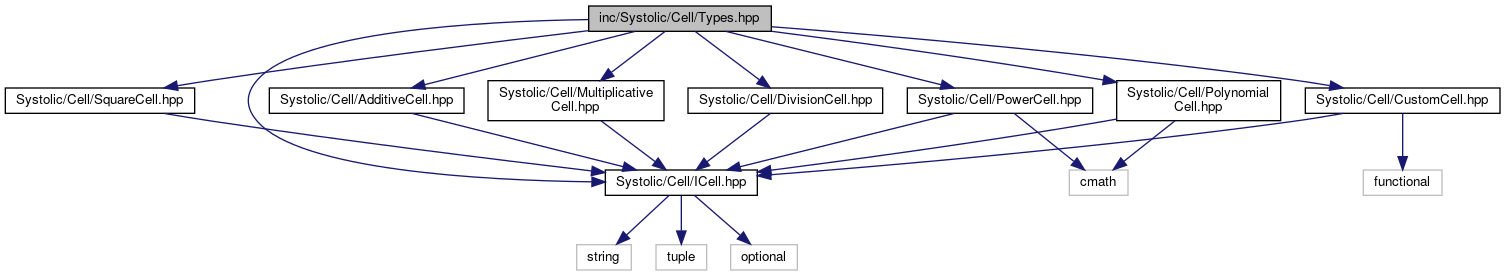 inc/Systolic/Cell/Types.hpp
Systolic/Cell/SquareCell.hpp
Systolic/Cell/AdditiveCell.hpp
Systolic/Cell/Multiplicative
Cell.hpp
Systolic/Cell/DivisionCell.hpp
Systolic/Cell/PowerCell.hpp
Systolic/Cell/Polynomial
Cell.hpp
Systolic/Cell/CustomCell.hpp
Systolic/Cell/ICell.hpp
cmath
functional
string
tuple
optional